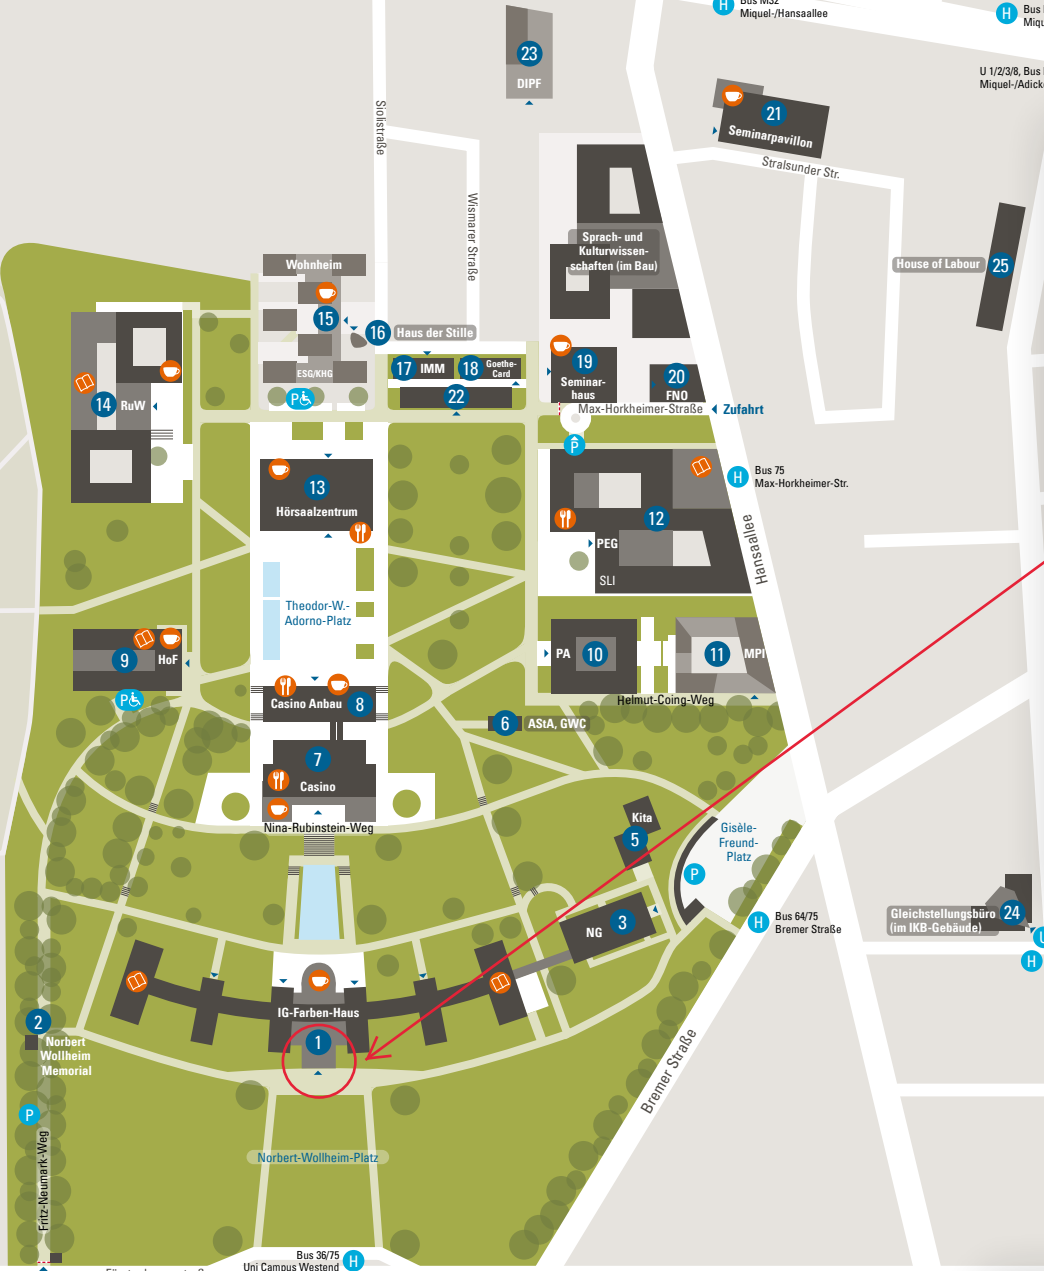 H
Bus M32
Miquel-/Hansaallee
H
Bus
U 1/2/3/8, Bus
Miquel-/Adick
23
DIPF
21
Seminarpavillon
Stralsunder Str.
Siolistraße
Wismarer Straße
Sprach- und
Kulturwissen-
schaften (im Bau)
House of Labour
25
Wohnheim
15
16
Haus der Stille
ESG/KHG
P
17
IMM
18
Goethe-
Card
22
19
Seminar-
haus
20
FNO
Max-Horkheimer-Straße
Zufahrt
P
14
RuW
13
Hörsaalzentrum
H
Bus 75
Max-Horkheimer-Str.
12
PEG
SLI
Hansaallee
Theodor-W.-
Adorno-Platz
9
HoF
P
PA
10
11
MPI
Helmut-Coing-Weg
Casino Anbau
8
6
AStA, GWC
7
Casino
Nina-Rubinstein-Weg
Kita
5
Gisèle-
Freund-
Platz
P
NG
3
H
Bus 64/75
Bremer Straße
Gleichstellungsbüro
(im IKB-Gebäude)
24
U
H
IG-Farben-Haus
1
2
Norbert
Wollheim
Memorial
P
Bremer Straße
Norbert-Wollheim-Platz
Fritz-Neumark-Weg
Bus 36/75
Uni Campus Westend
H